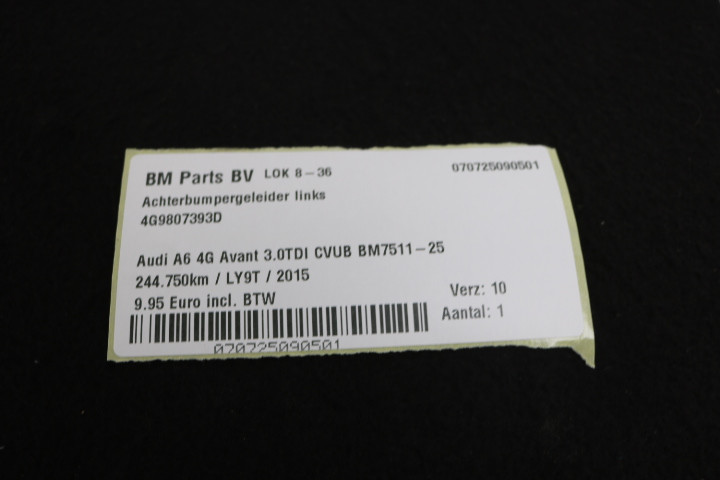 BM Parts BV LOK 8-36 070725090501
Achterbumpergeleider links
4G9807393D
Audi A6 4G Avant 3.0TDI CVUB BM7511-25
244.750km / LY9T / 2015
9.95 Euro incl. BTW
Verz: 10
Aantal: 1
070725090501